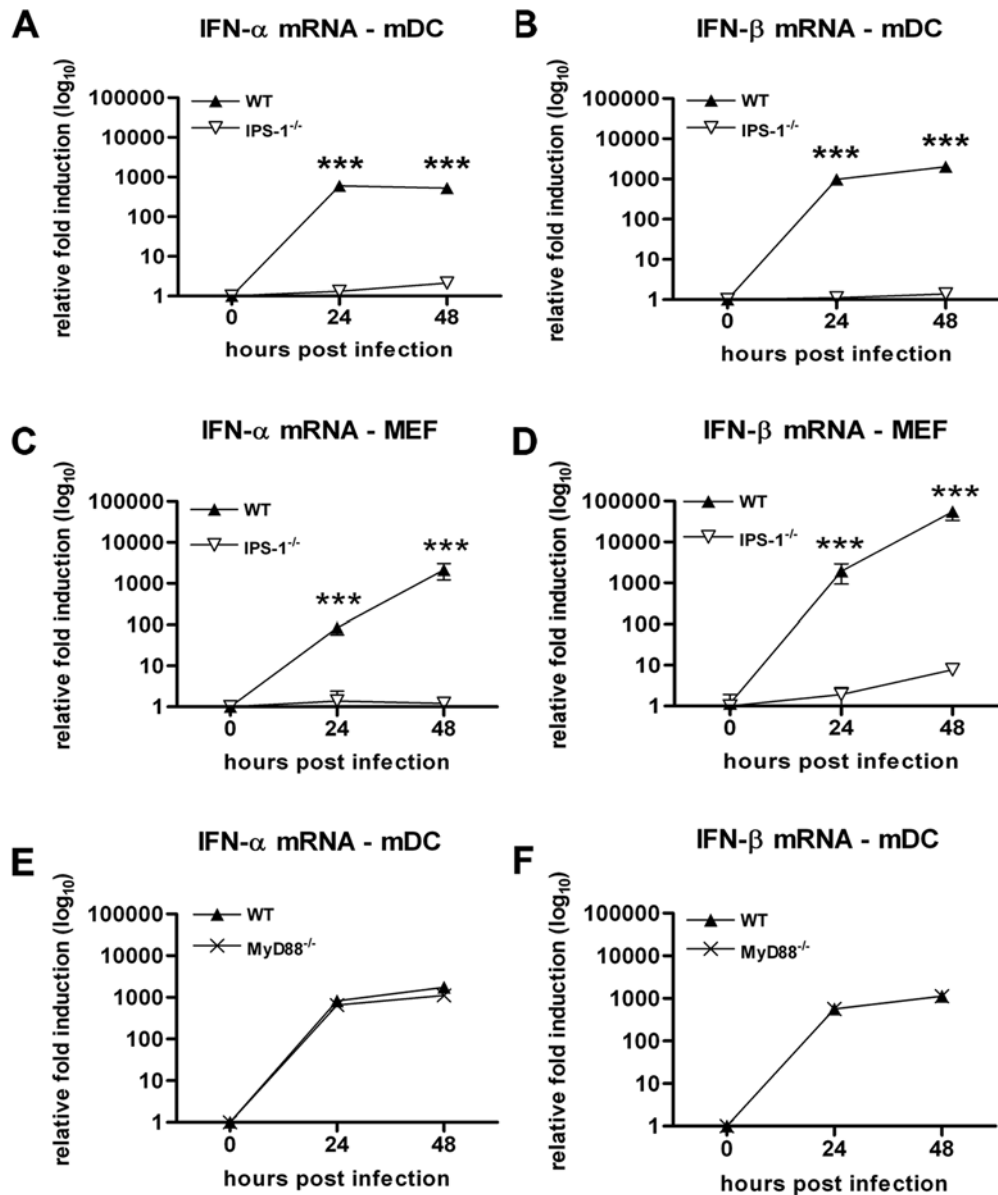 A
IFN-α mRNA - mDC
relative fold induction (log₁₀)
100000
10000
1000
100
10
1
WT
IPS-1⁻/⁻
*** ***
0 24 48
hours post infection
B
IFN-β mRNA - mDC
relative fold induction (log₁₀)
100000
10000
1000
100
10
1
WT
IPS-1⁻/⁻
*** ***
0 24 48
hours post infection
C
IFN-α mRNA - MEF
relative fold induction (log₁₀)
100000
10000
1000
100
10
1
WT
IPS-1⁻/⁻
***
***
0 24 48
hours post infection
D
IFN-β mRNA - MEF
relative fold induction (log₁₀)
100000
10000
1000
100
10
1
WT
IPS-1⁻/⁻
***
***
0 24 48
hours post infection
E
IFN-α mRNA - mDC
relative fold induction (log₁₀)
100000
10000
1000
100
10
1
WT
MyD88⁻/⁻
0 24 48
hours post infection
F
IFN-β mRNA - mDC
relative fold induction (log₁₀)
100000
10000
1000
100
10
1
WT
MyD88⁻/⁻
0 24 48
hours post infection